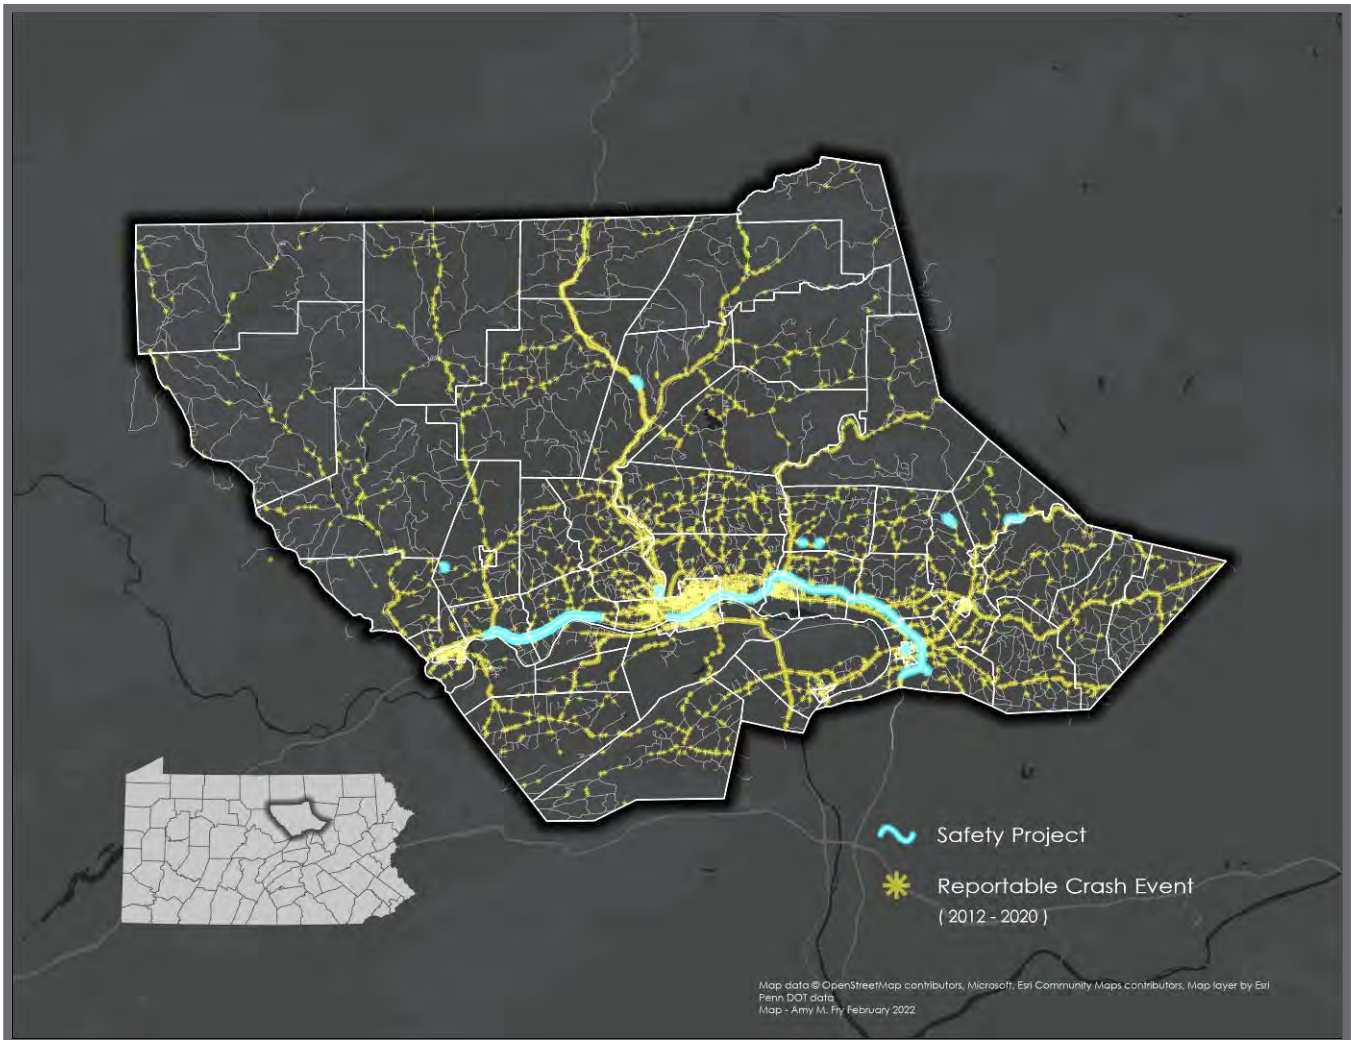 Safety Project
Reportable Crash Event
( 2012 - 2020 )
Map data © OpenStreetMap contributors, Microsoft, Esri Community Maps contributors, Map layer by Esri
Penn DOT data
Map - Amy M. Fry February 2022